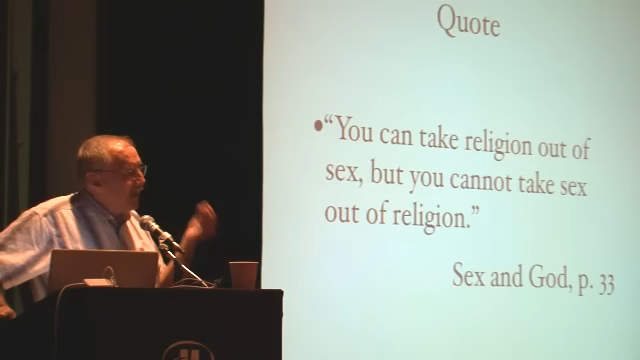 Quote
•“You can take religion out of
sex, but you cannot take sex
out of religion.”
Sex and God, p. 33